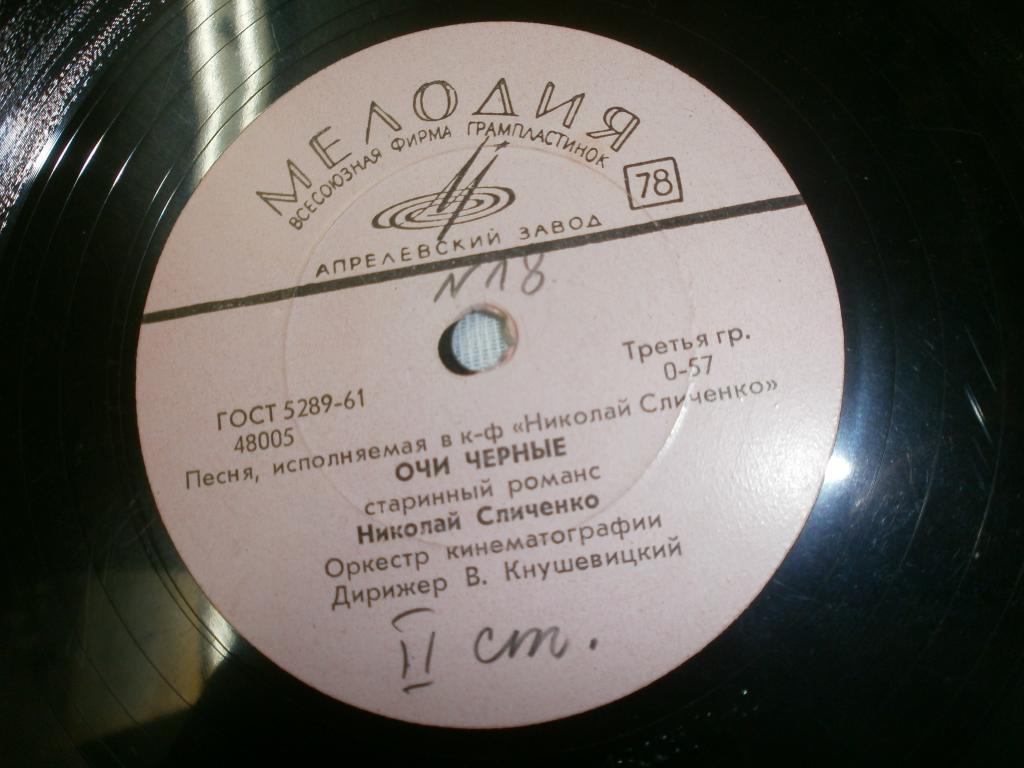 МЕЛОДИЯ
ВСЕСОЮЗНАЯ ФИРМА ГРАМПЛАСТИНОК
78
АПРЕЛЕВСКИЙ ЗАВОД
N18
Третья гр.
0-57
ГОСТ 5289-61
48005
Песня, исполняемая в к-ф «Николай Сличенко»
ОЧИ ЧЕРНЫЕ
старинный романс
Николай Сличенко
Оркестр кинематографии
Дирижер В. Кнушевицкий
II ст.